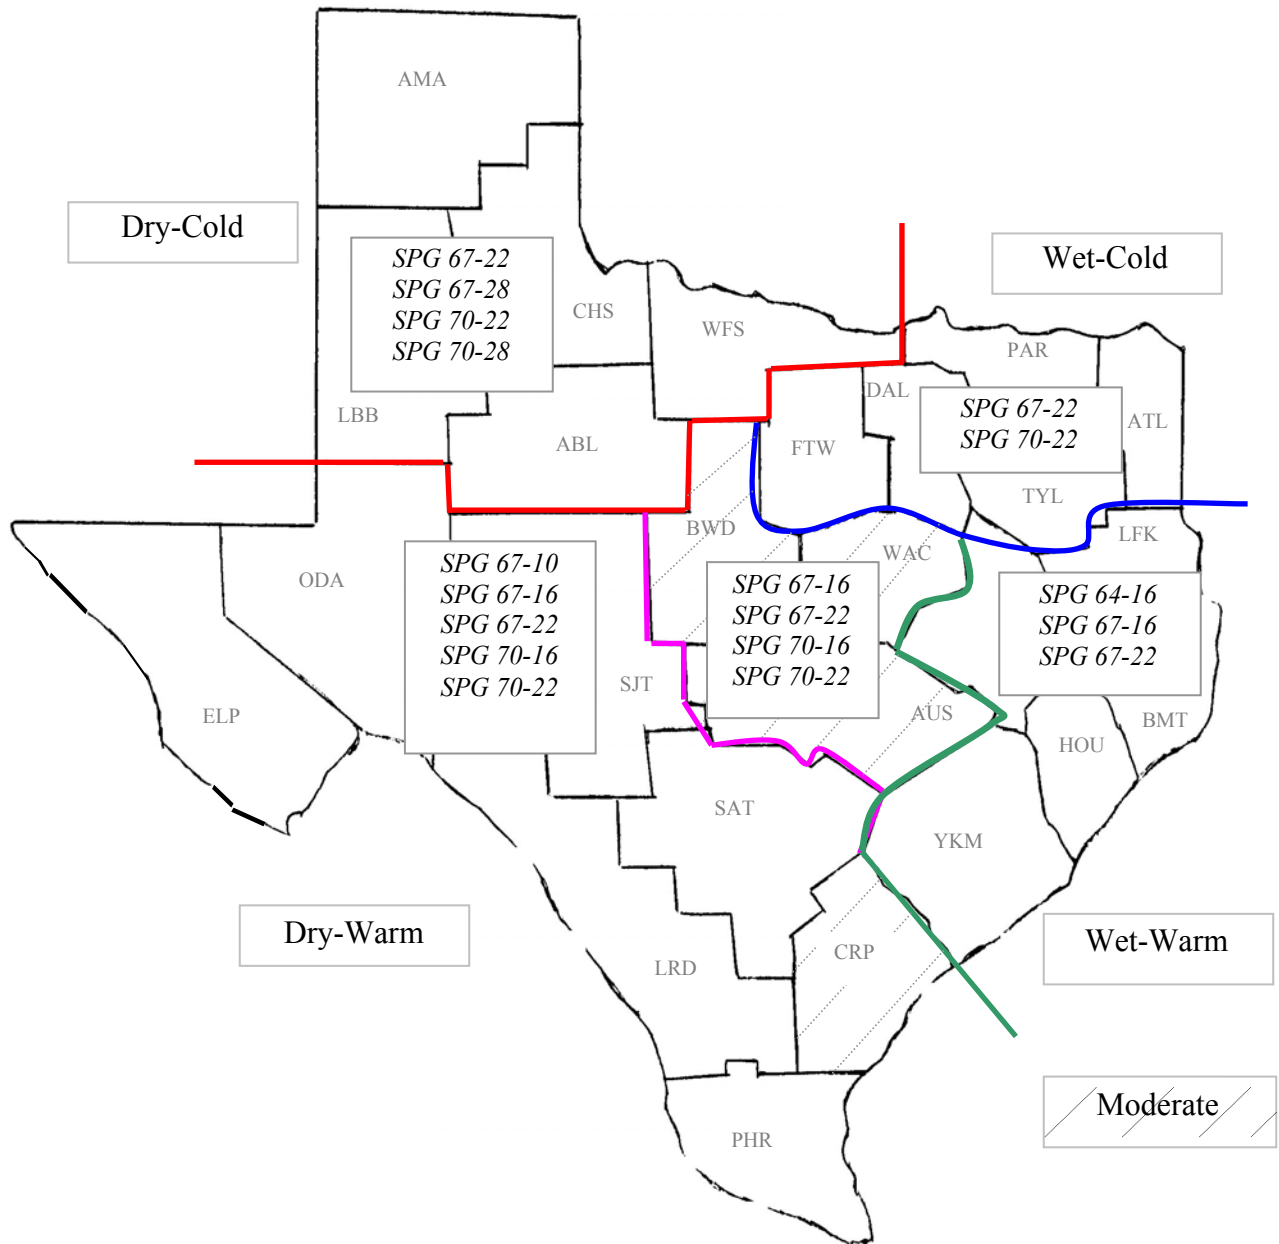 AMA
Dry-Cold
Wet-Cold
SPG 67-22
SPG 67-28
SPG 70-22
SPG 70-28
CHS
WFS
PAR
LBB
ABL
FTW
DAL
SPG 67-22
SPG 70-22
ATL
TYL
BWD
WAC
LFK
ODA
SPG 67-10
SPG 67-16
SPG 67-22
SPG 70-16
SPG 70-22
SPG 67-16
SPG 67-22
SPG 70-16
SPG 70-22
SPG 64-16
SPG 67-16
SPG 67-22
ELP
SJT
AUS
HOU
BMT
SAT
YKM
Dry-Warm
Wet-Warm
LRD
CRP
Moderate
PHR